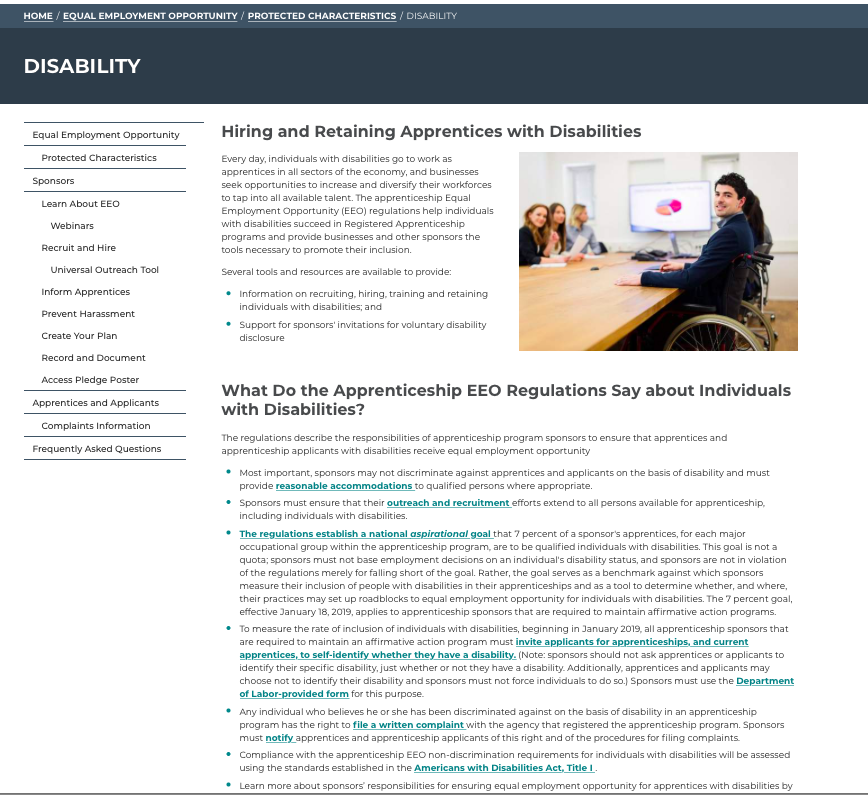 HOME / EQUAL EMPLOYMENT OPPORTUNITY / PROTECTED CHARACTERISTICS / DISABILITY
DISABILITY
Equal Employment Opportunity
Protected Characteristics
Sponsors
Learn About EEO
Webinars
Recruit and Hire
Universal Outreach Tool
Inform Apprentices
Prevent Harassment
Create Your Plan
Record and Document
Access Pledge Poster
Apprentices and Applicants
Complaints Information
Frequently Asked Questions
Hiring and Retaining Apprentices with Disabilities
Every day, individuals with disabilities go to work as
apprentices in all sectors of the economy, and businesses
seek opportunities to increase and diversify their workforces
to tap into all available talent. The apprenticeship Equal
Employment Opportunity (EEO) regulations help individuals
with disabilities succeed in Registered Apprenticeship
programs and provide businesses and other sponsors the
tools necessary to promote their inclusion.
Several tools and resources are available to provide:
• Information on recruiting, hiring, training and retaining
individuals with disabilities; and
• Support for sponsors' invitations for voluntary disability
disclosure
What Do the Apprenticeship EEO Regulations Say about Individuals
with Disabilities?
The regulations describe the responsibilities of apprenticeship program sponsors to ensure that apprentices and
apprenticeship applicants with disabilities receive equal employment opportunity
• Most important, sponsors may not discriminate against apprentices and applicants on the basis of disability and must
provide reasonable accommodations to qualified persons where appropriate.
• Sponsors must ensure that their outreach and recruitment efforts extend to all persons available for apprenticeship,
including individuals with disabilities.
• The regulations establish a national aspirational goal that 7 percent of a sponsor's apprentices, for each major
occupational group within the apprenticeship program, are to be qualified individuals with disabilities. This goal is not a
quota; sponsors must not base employment decisions on an individual's disability status, and sponsors are not in violation
of the regulations merely for falling short of the goal. Rather, the goal serves as a benchmark against which sponsors
measure their inclusion of people with disabilities in their apprenticeships and as a tool to determine whether, and where,
their practices may set up roadblocks to equal employment opportunity for individuals with disabilities. The 7 percent goal,
effective January 18, 2019, applies to apprenticeship sponsors that are required to maintain affirmative action programs.
• To measure the rate of inclusion of individuals with disabilities, beginning in January 2019, all apprenticeship sponsors that
are required to maintain an affirmative action program must invite applicants for apprenticeships, and current
apprentices, to self-identify whether they have a disability. (Note: sponsors should not ask apprentices or applicants to
identify their specific disability, just whether or not they have a disability. Additionally, apprentices and applicants may
choose not to identify their disability and sponsors must not force individuals to do so.) Sponsors must use the Department
of Labor-provided form for this purpose.
• Any individual who believes he or she has been discriminated against on the basis of disability in an apprenticeship
program has the right to file a written complaint with the agency that registered the apprenticeship program. Sponsors
must notify apprentices and apprenticeship applicants of this right and of the procedures for filing complaints.
• Compliance with the apprenticeship EEO non-discrimination requirements for individuals with disabilities will be assessed
using the standards established in the Americans with Disabilities Act, Title I .
• Learn more about sponsors' responsibilities for ensuring equal employment opportunity for apprentices with disabilities by